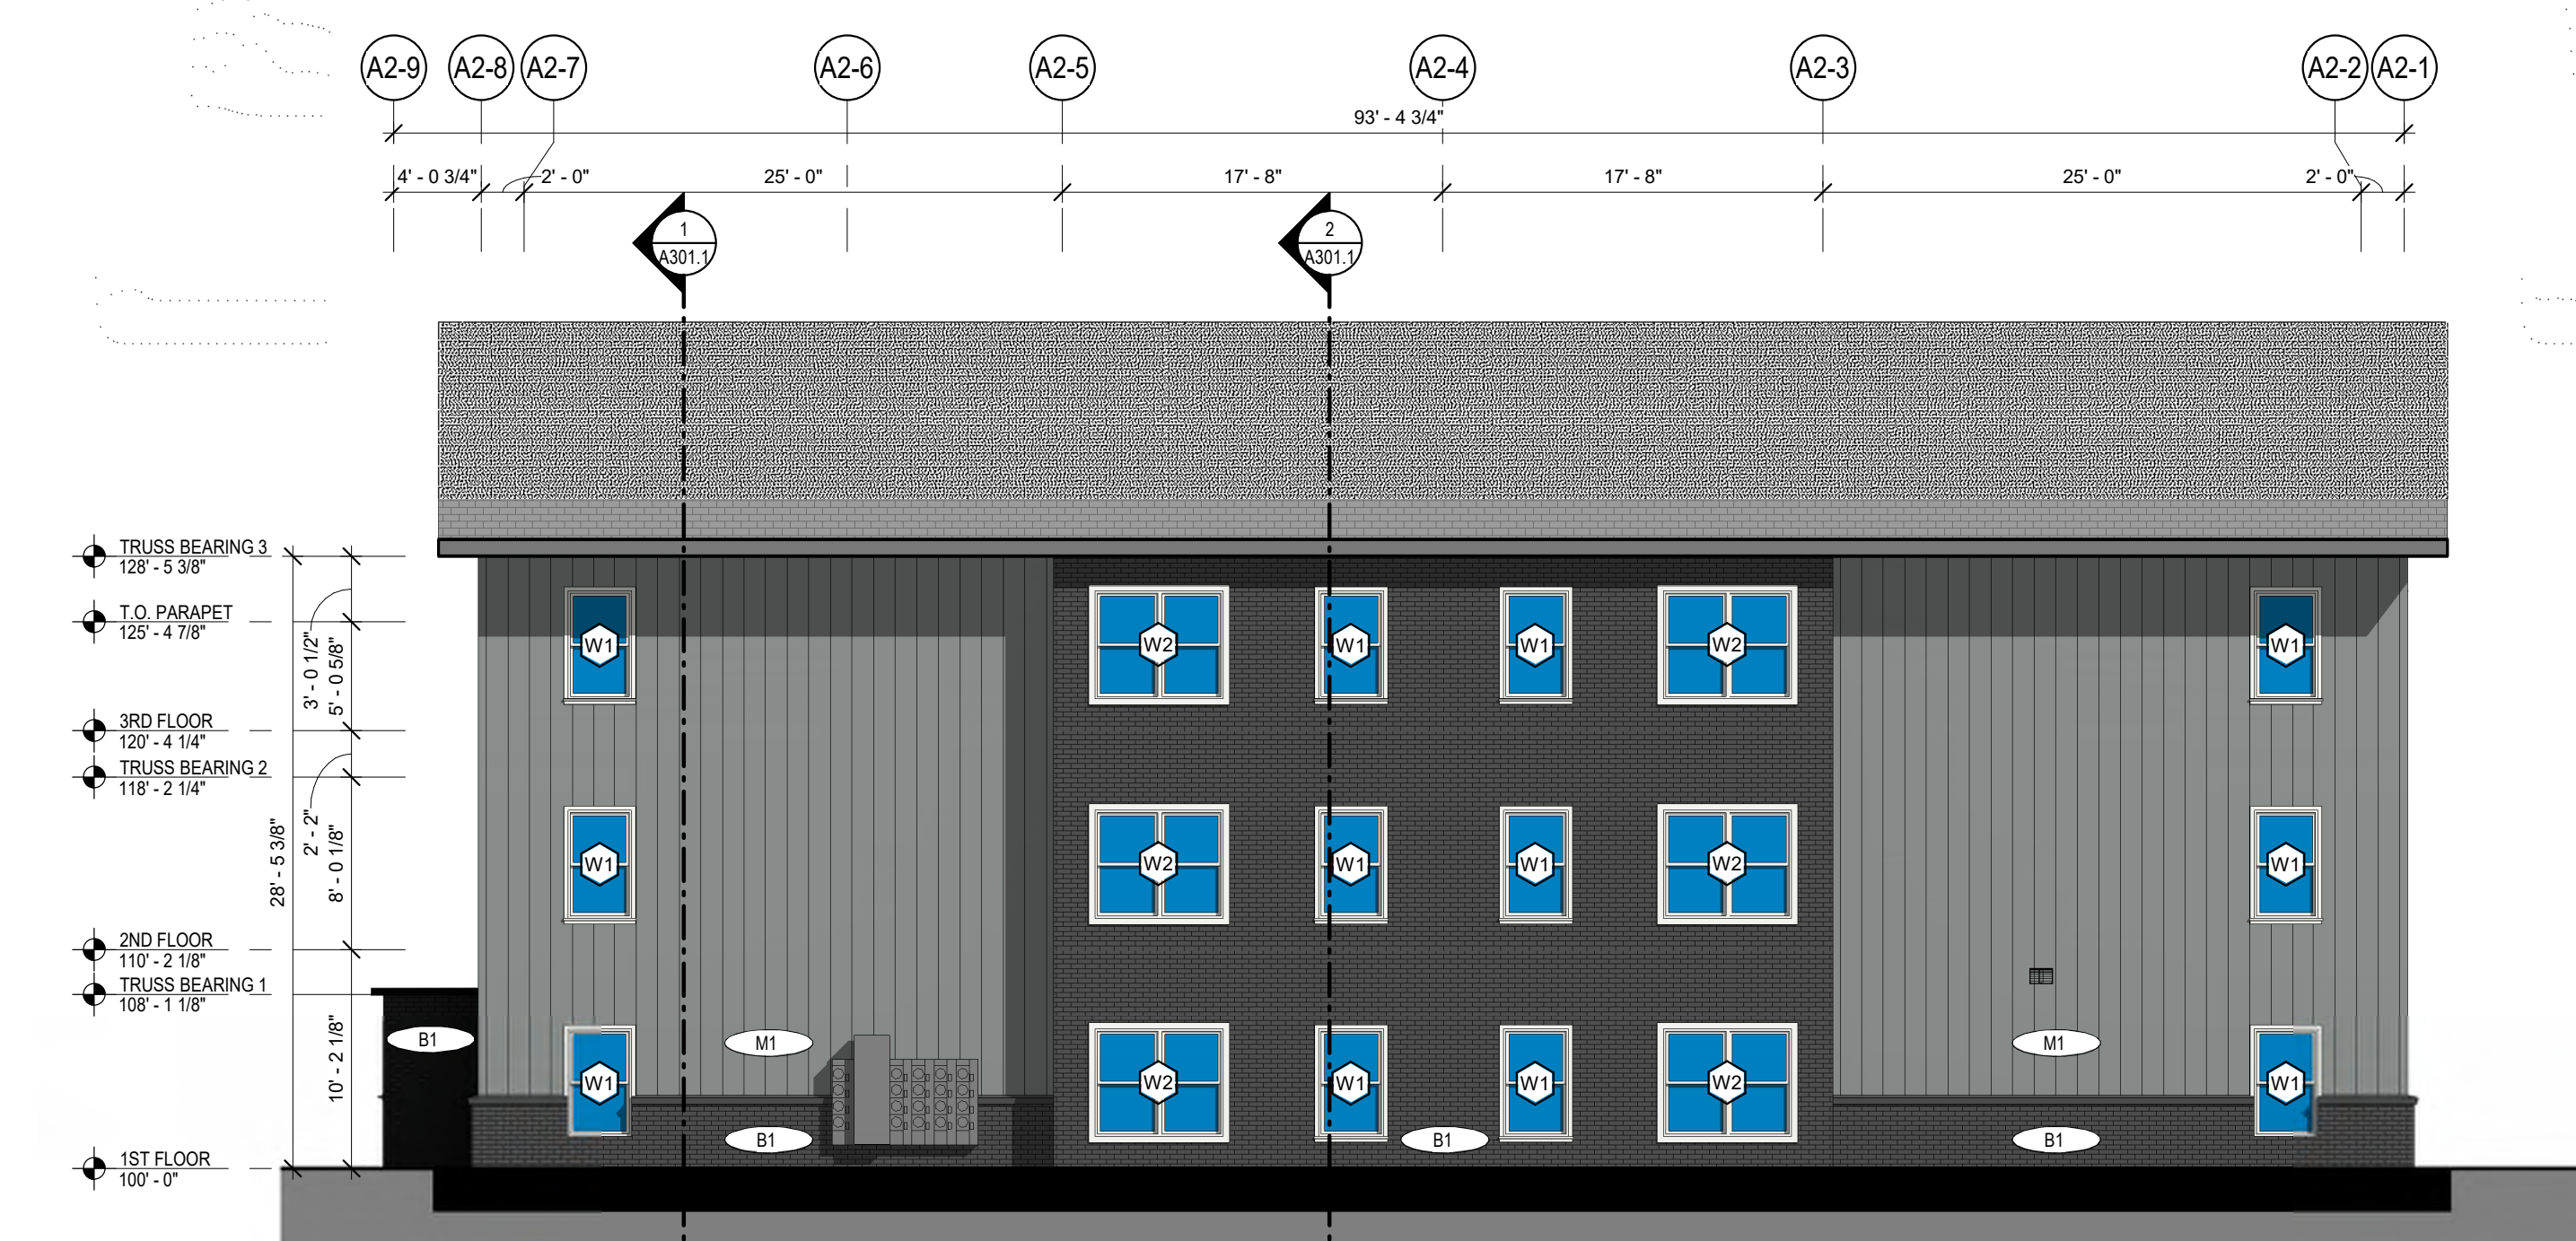 A2-9 A2-8 A2-7 A2-6 A2-5 A2-4 A2-3 A2-2 A2-1
93' - 4 3/4"
4' - 0 3/4" 2' - 0" 25' - 0" 17' - 8" 17' - 8" 25' - 0" 2' - 0"
1
A301.1
2
A301.1
TRUSS BEARING 3
128' - 5 3/8"
T.O. PARAPET
125' - 4 7/8"
3RD FLOOR
120' - 4 1/4"
TRUSS BEARING 2
118' - 2 1/4"
2ND FLOOR
110' - 2 1/8"
TRUSS BEARING 1
108' - 1 1/8"
1ST FLOOR
100' - 0"
28' - 5 3/8"
3' - 0 1/2"
5' - 0 5/8"
2' - 2"
8' - 0 1/8"
10' - 2 1/8"
W1 W2 W1 W1 W2 W1
W1 W2 W1 W1 W2 W1
B1 M1 M1
W1 W2 W1 W1 W2 W1
B1 B1 B1